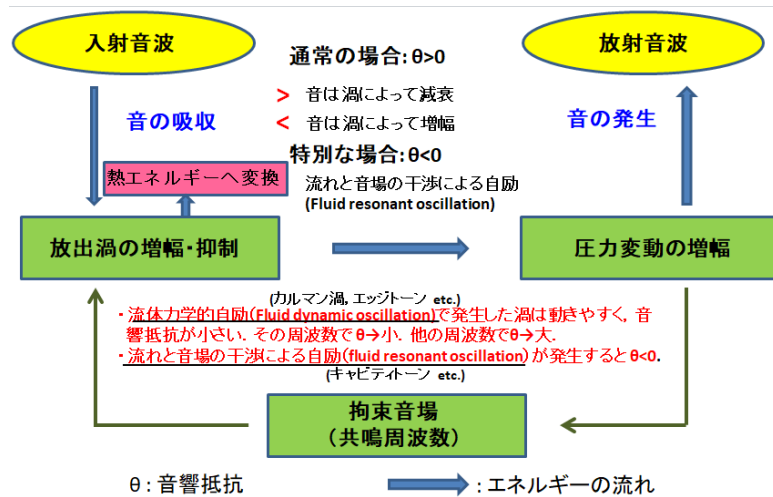 入射音波
通常の場合:θ>0
放射音波
> 音は渦によって減衰
音の吸収
< 音は渦によって増幅
音の発生
特別な場合:θ<0
熱エネルギーへ変換
流れと音場の干渉による自励
(Fluid resonant oscillation)
放出渦の増幅・抑制
圧力変動の増幅
(カルマン渦, エッジトーン etc.)
・流体力学的自励(Fluid dynamic oscillation)で発生した渦は動きやすく, 音
響抵抗が小さい. その周波数でθ→小. 他の周波数でθ→大.
・流れと音場の干渉による自励(fluid resonant oscillation)が発生するとθ<0.
(キャビティトーン etc.)
拘束音場
(共鳴周波数)
θ:音響抵抗
:エネルギーの流れ